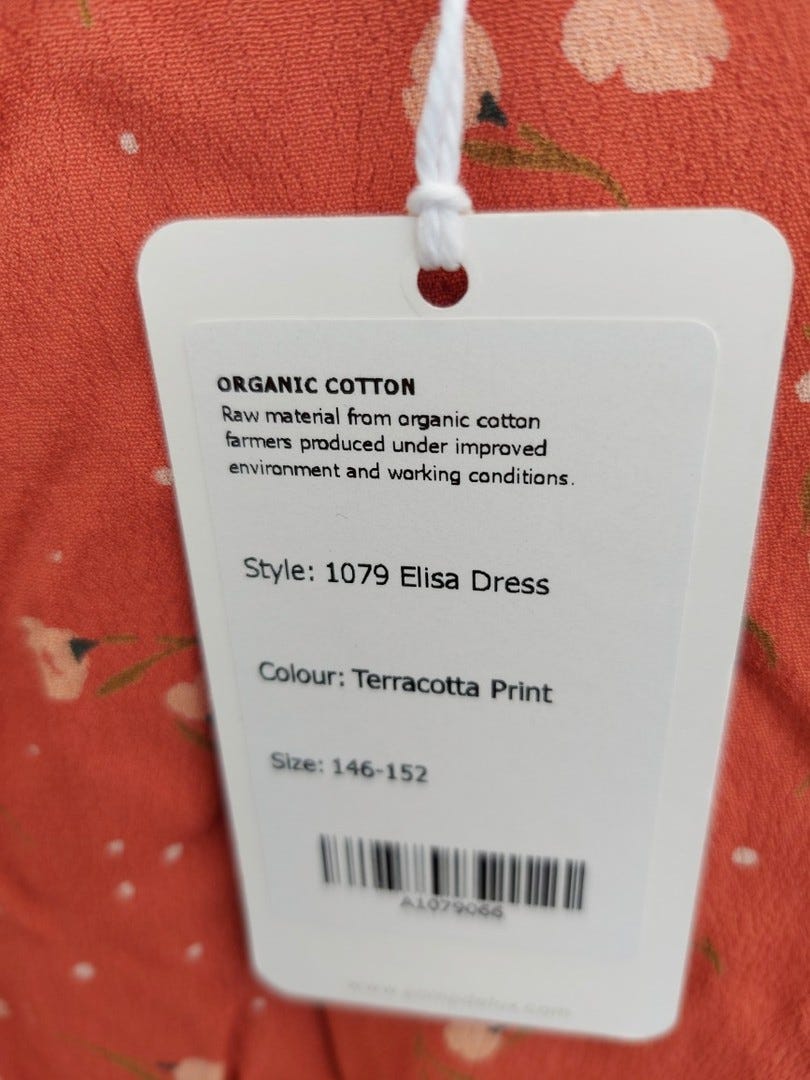 ORGANIC COTTON
Raw material from organic cotton
farmers produced under improved
environment and working conditions.
Style: 1079 Elisa Dress
Colour: Terracotta Print
Size: 146-152
A1079066